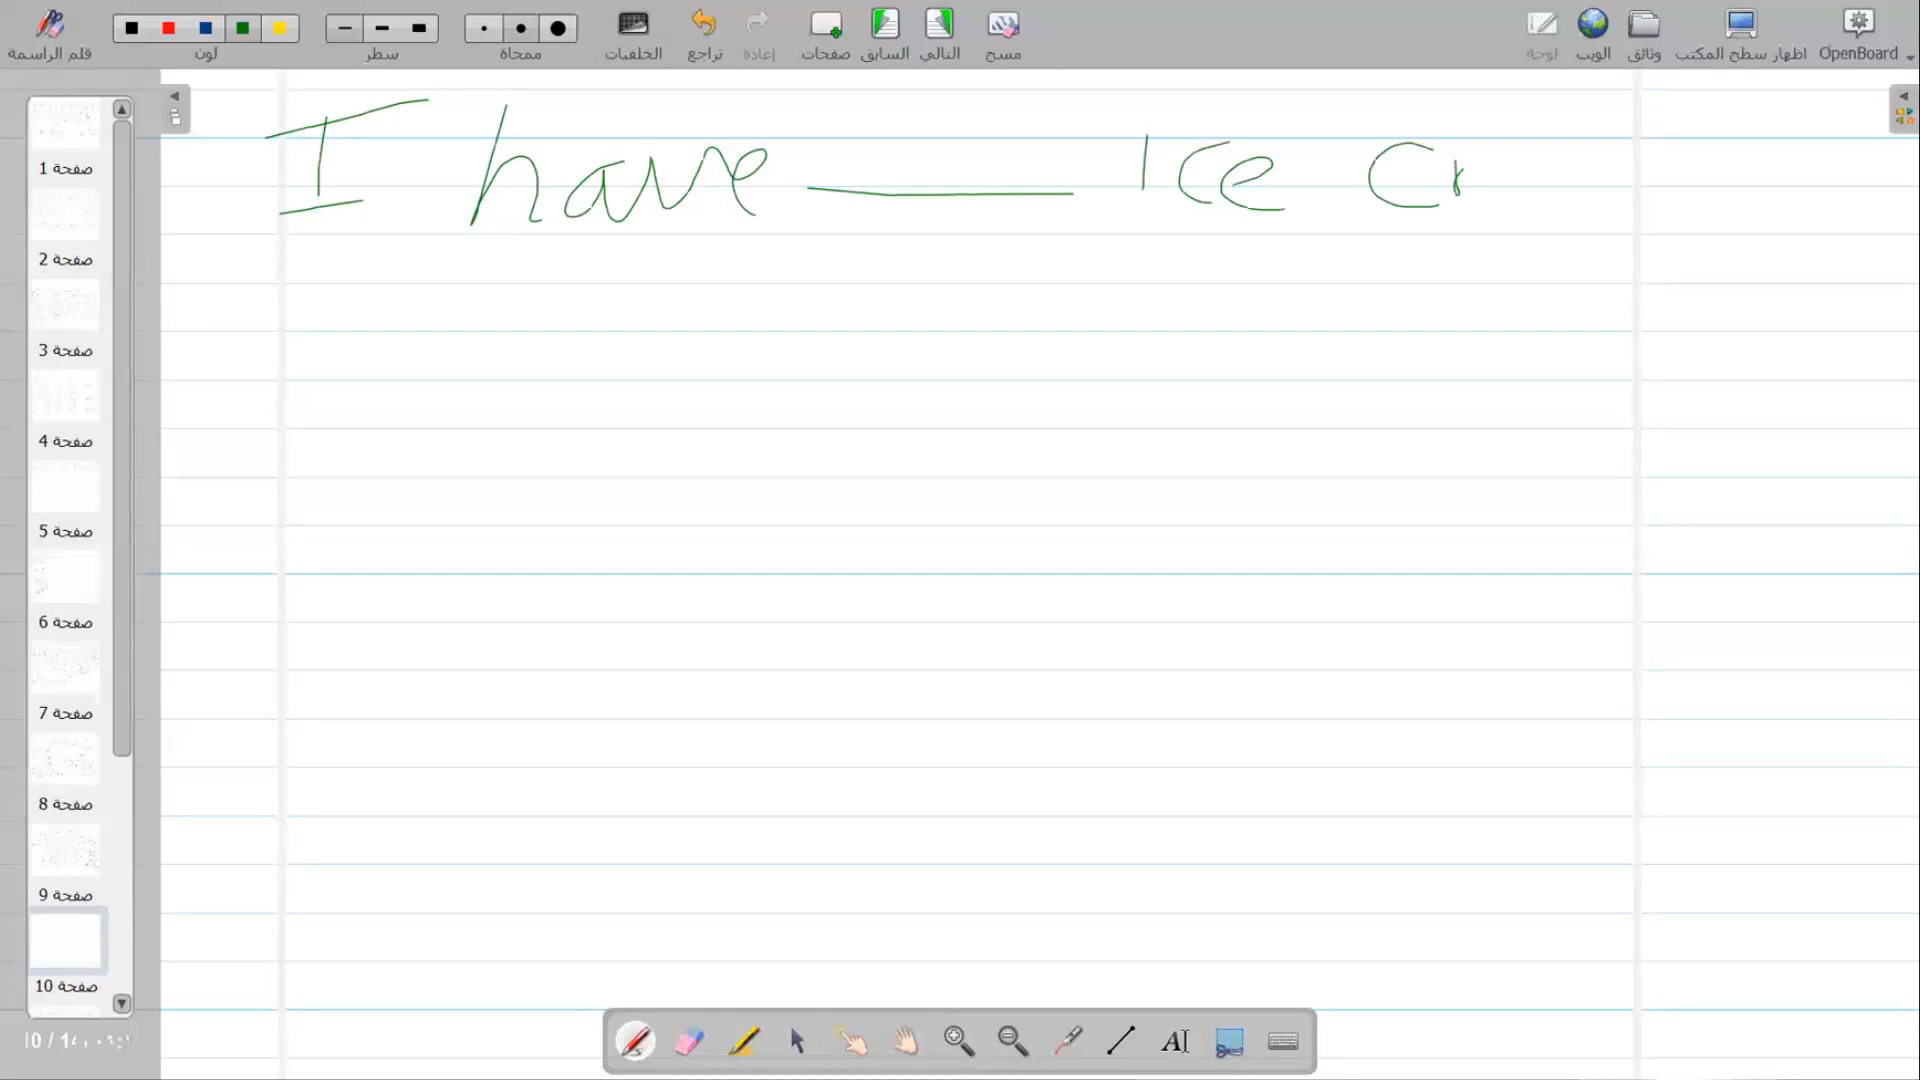 قلم الراسمة
لون
سطر
ممحاة
الخلفيات
تراجع
إعادة
صفحات
السابق
التالي
مسح
لوحة
الويب
وثائق
اظهار سطح المكتب
OpenBoard
I have ______ Ice Cr
صفحة 1
صفحة 2
صفحة 3
صفحة 4
صفحة 5
صفحة 6
صفحة 7
صفحة 8
صفحة 9
صفحة 10
AI